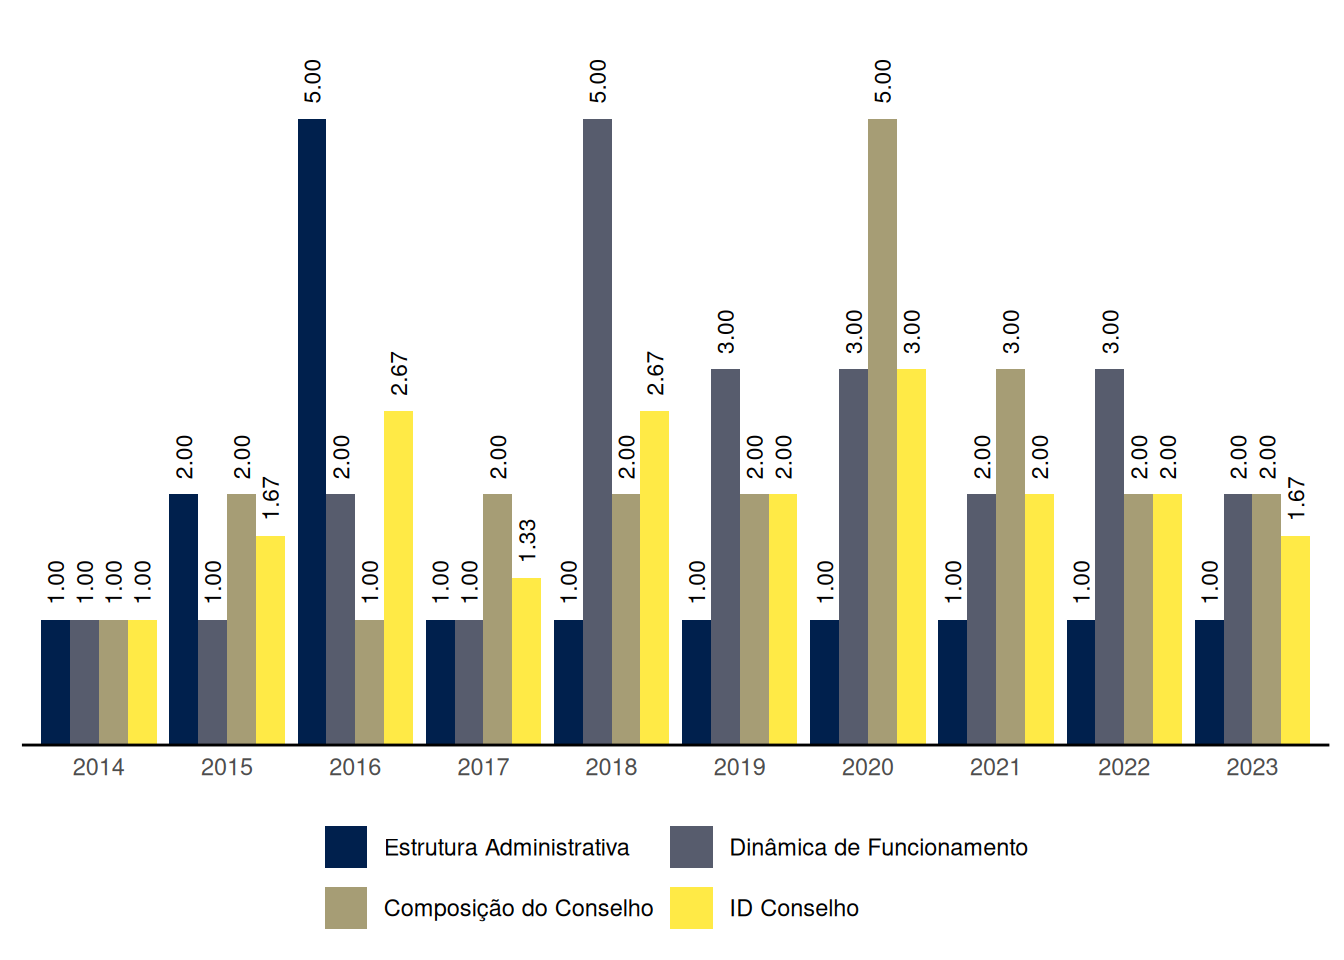 5.00 5.00 5.00
3.00 3.00 3.00 3.00 3.00
2.67 2.67
2.00 2.00 2.00 2.00 2.00 2.00 2.00 2.00 2.00 2.00 2.00 2.00 2.00
1.67 1.67
1.33
1.00 1.00 1.00 1.00 1.00 1.00 1.00 1.00 1.00 1.00 1.00 1.00 1.00 1.00
2014 2015 2016 2017 2018 2019 2020 2021 2022 2023
Estrutura Administrativa Dinâmica de Funcionamento
Composição do Conselho ID Conselho